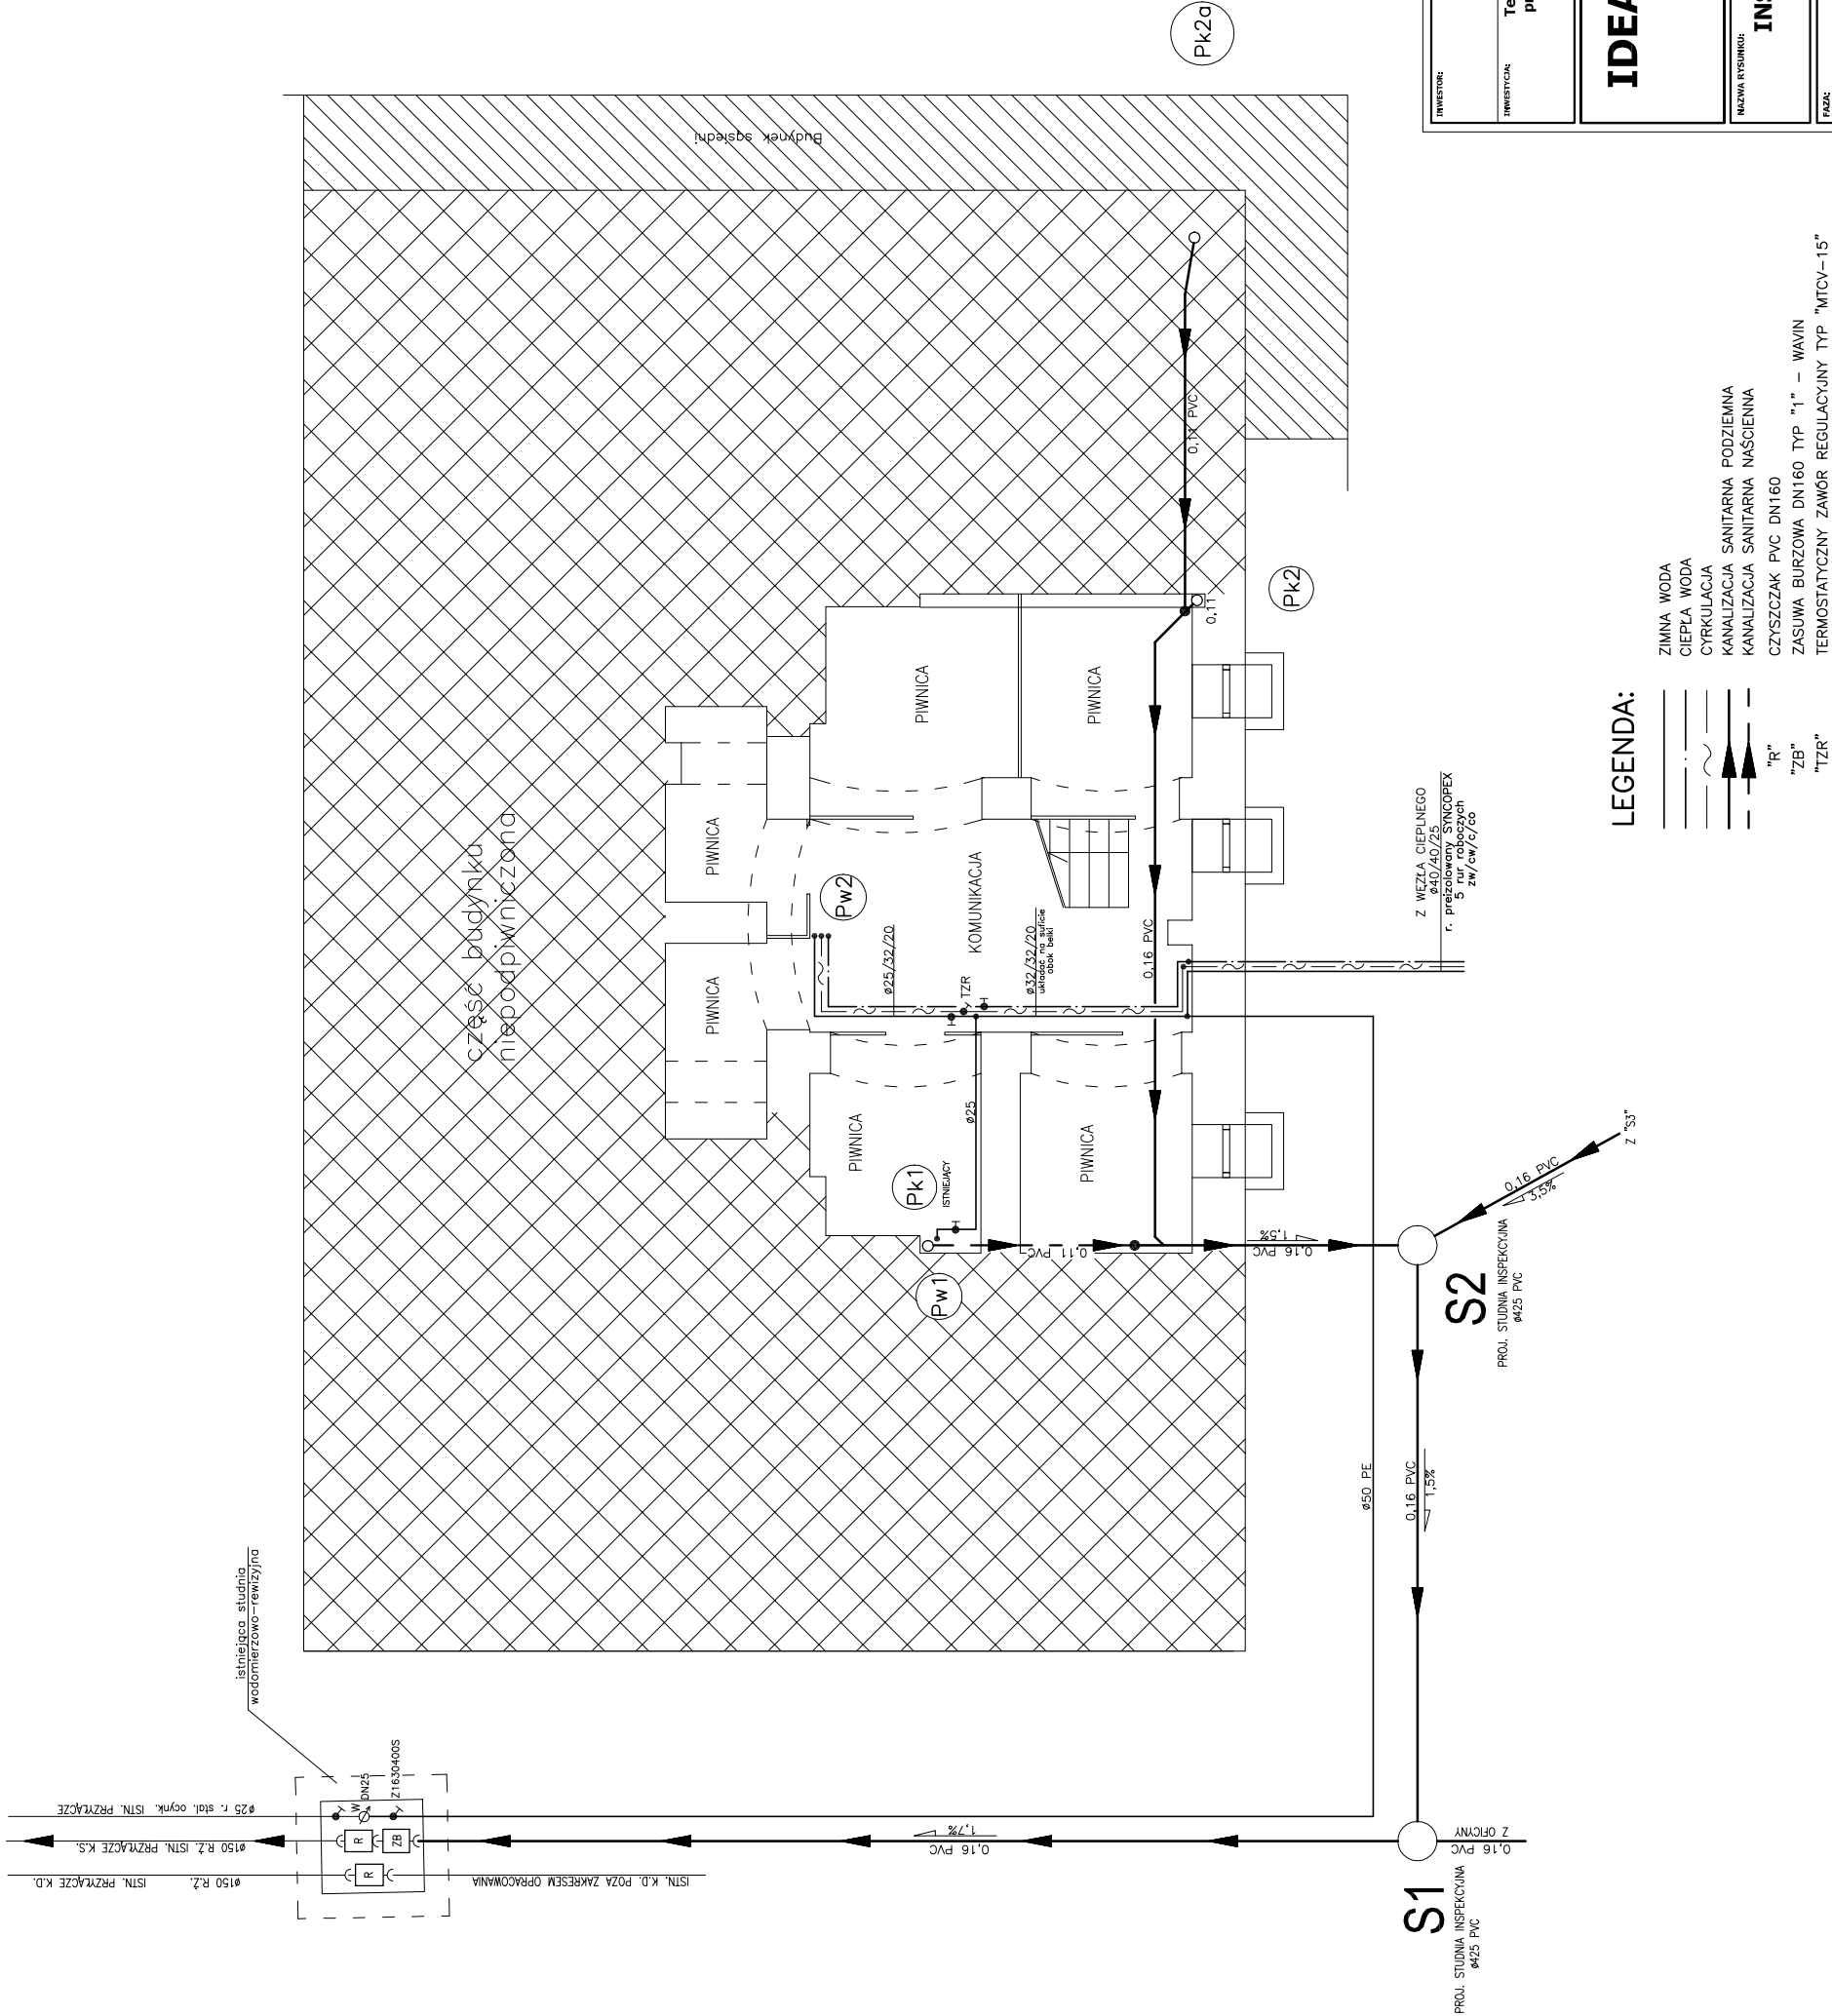 Pk2a
INWESTOR:
INWESTYCJA:
Te
pr
IDEA
NAZWA RYSUNKU:
INS
FAZA:
Budynek sąsiedni
część budynku
niepodpiwniczona
0,11 PVC
0,11
Pk2
PIWNICA
PIWNICA
PIWNICA
PIWNICA
PIWNICA
PIWNICA
KOMUNIKACJA
Pw2
ø25/32/20
TZR
ø32/32/20
układać na suficie
obok belki
0,16 PVC
ø25
Pk1
ISTNIEJĄCY
Pw1
0,11 PVC
0,16 PVC
1,5%
Z WĘZŁA CIEPLNEGO
ø40/40/25
r. preizolowany SYNCOPEX
5 rur roboczych
zw/cw/c/co
0,16 PVC
3,5%
Z "S3"
S2
PROJ. STUDNIA INSPEKCYJNA
ø425 PVC
ø50 PE
0,16 PVC
1,5%
S1
PROJ. STUDNIA INSPEKCYJNA
ø425 PVC
0,16 PVC
Z OFICYNY
0,16 PVC
1,7%
istniejąca studnia
wodomierzowo-rewizyjna
ø25 r. stal. ocynk. ISTN. PRZYŁĄCZE
ø150 R.Ż. ISTN. PRZYŁĄCZE K.S.
ø150 R.Ż. ISTN. PRZYŁĄCZE K.D.
W
DN25
Z1630400S
R
ZB
R
ISTN. K.D. POZA ZAKRESEM OPRACOWANIA
LEGENDA:
ZIMNA WODA
CIEPŁA WODA
CYRKULACJA
KANALIZACJA SANITARNA PODZIEMNA
KANALIZACJA SANITARNA NAŚCIENNA
"R" CZYSZCZAK PVC DN160
"ZB" ZASUWA BURZOWA DN160 TYP "1" – WAVIN
"TZR" TERMOSTATYCZNY ZAWÓR REGULACYJNY TYP "MTCV–15"